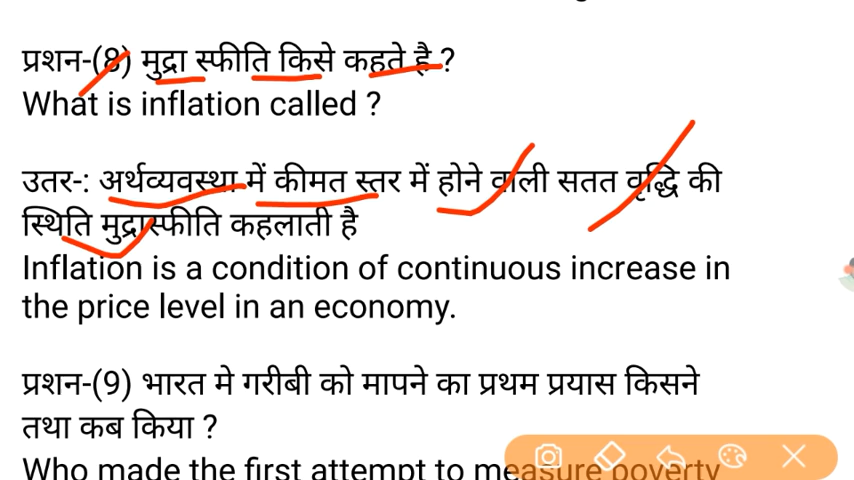 प्रशन-(8) मुद्रा स्फीति किसे कहते है ?
What is inflation called ?
उतर-: अर्थव्यवस्था में कीमत स्तर में होने वाली सतत वृद्धि की
स्थिति मुद्रास्फीति कहलाती है
Inflation is a condition of continuous increase in
the price level in an economy.
प्रशन-(9) भारत मे गरीबी को मापने का प्रथम प्रयास किसने
तथा कब किया ?
Who made the first attempt to measure poverty